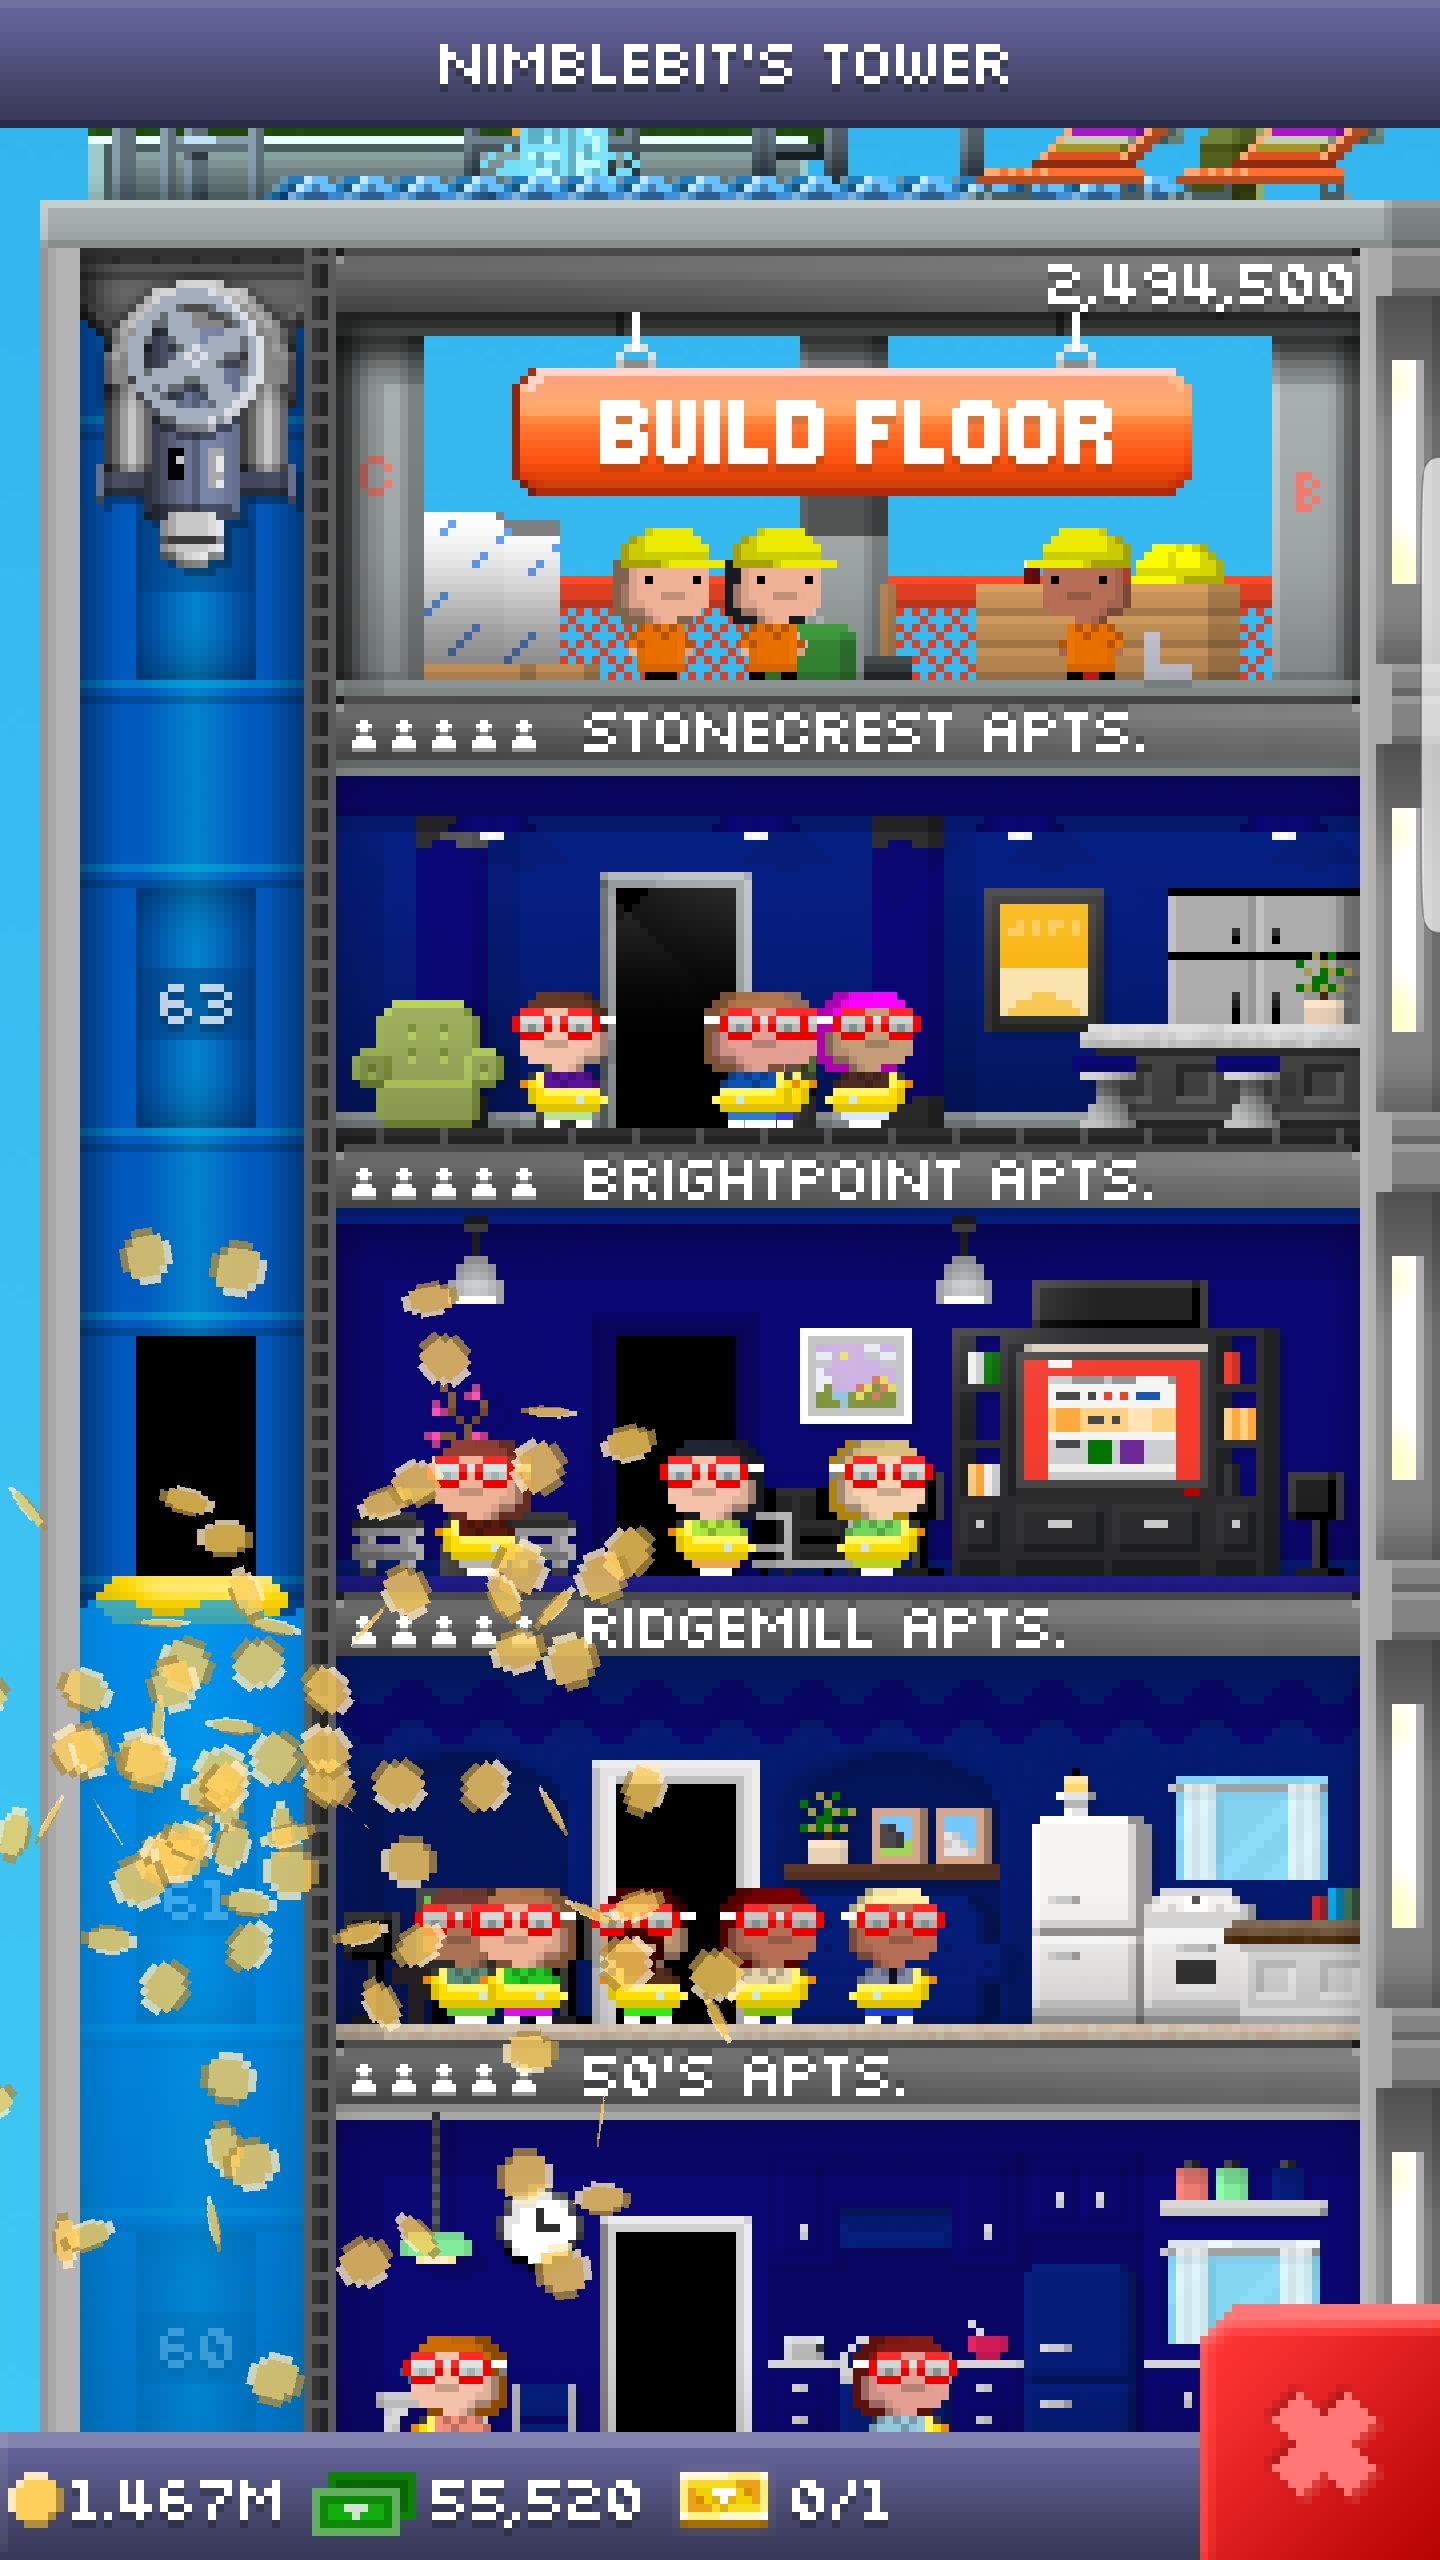 NIMBLEBIT'S TOWER
2,494,500
BUILD FLOOR
C
B
STONECREST APTS.
63
BRIGHTPOINT APTS.
RIDGEMILL APTS.
61
50'S APTS.
60
1.467M 55,520 0/1